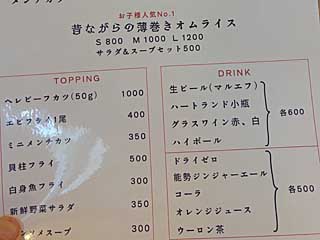 お子様人気No.1
昔ながらの薄巻きオムライス
S 800 M 1000 L 1200
サラダ&スープセット500
TOPPING
ヘレビーフカツ(50g) 1000
エビフライ1尾 400
ミニメンチカツ 350
貝柱フライ 500
白身魚フライ 300
新鮮野菜サラダ 350
ンソメスープ 300
DRINK
生ビール(マルエフ)
ハートランド小瓶
グラスワイン赤、白
ハイボール
各600
ドライゼロ
能勢ジンジャーエール
コーラ
オレンジジュース
ウーロン茶
各500